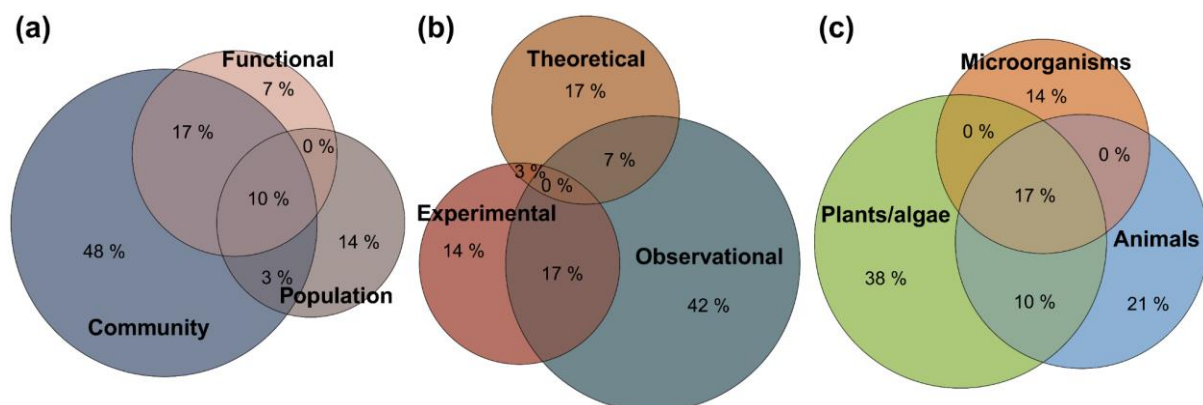 (a)
Functional
7 %
17 %
0 %
10 %
14 %
48 %
3 %
Population
Community
(b)
Theoretical
17 %
7 %
3 %
0 %
Experimental
14 %
Observational
17 %
42 %
(c)
Microorganisms
14 %
0 %
0 %
17 %
Plants/algae
Animals
38 %
10 %
21 %